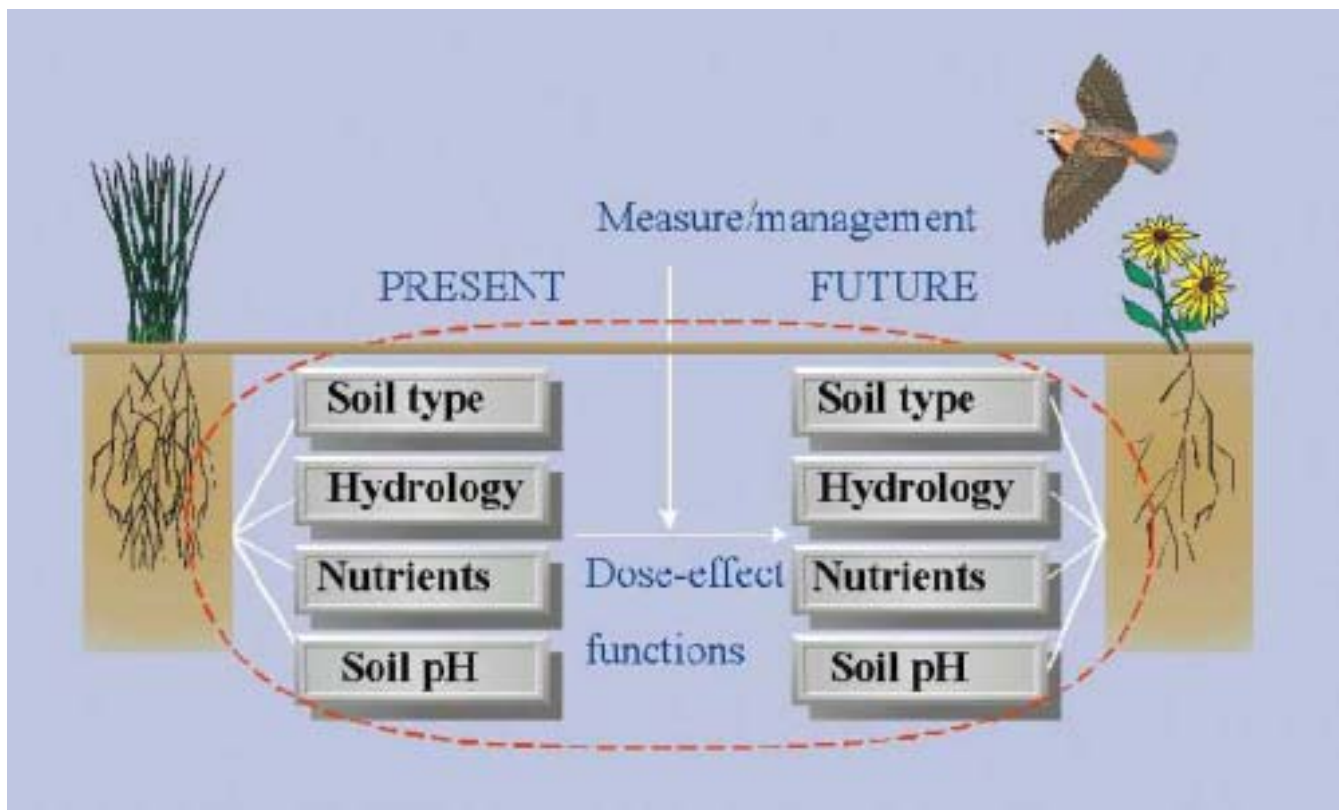 Measure/management
PRESENT
FUTURE
Soil type
Hydrology
Nutrients
Soil pH
Dose-effect
functions
Soil type
Hydrology
Nutrients
Soil pH